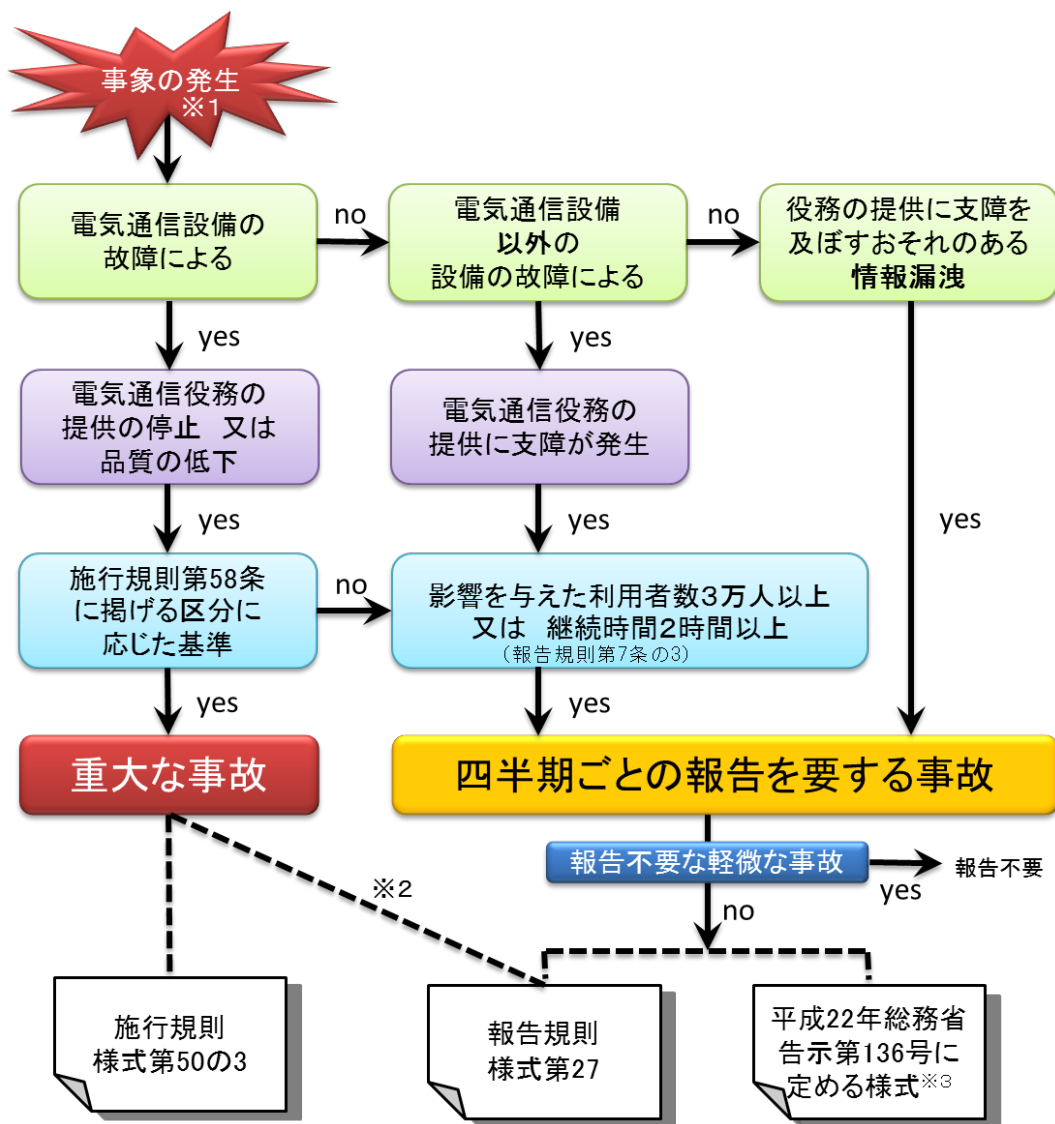 事象の発生
※1
電気通信設備の
故障による
no
電気通信設備
以外の
設備の故障による
no
役務の提供に支障を
及ぼすおそれのある
情報漏洩
yes
yes
電気通信役務の
提供の停止 又は
品質の低下
電気通信役務の
提供に支障が発生
yes
yes
yes
施行規則第58条
に掲げる区分に
応じた基準
no
影響を与えた利用者数3万人以上
又は 継続時間2時間以上
(報告規則第7条の3)
yes
yes
重大な事故
四半期ごとの報告を要する事故
報告不要な軽微な事故
yes
報告不要
no
※2
施行規則
様式第50の3
報告規則
様式第27
平成22年総務省
告示第136号に
定める様式※3